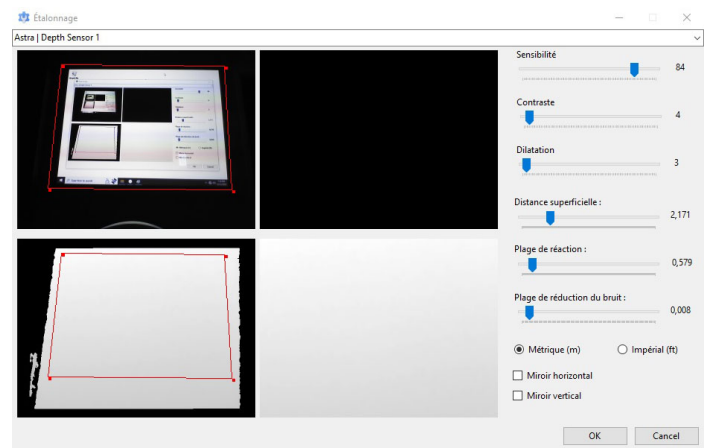 Étalonnage
Astra | Depth Sensor 1
Sensibilité
84
Contraste
4
Dilatation
3
Distance superficielle :
2,171
Plage de réaction :
0,579
Plage de réduction du bruit :
0,008
Métrique (m)
Impérial (ft)
Miroir horizontal
Miroir vertical
OK
Cancel